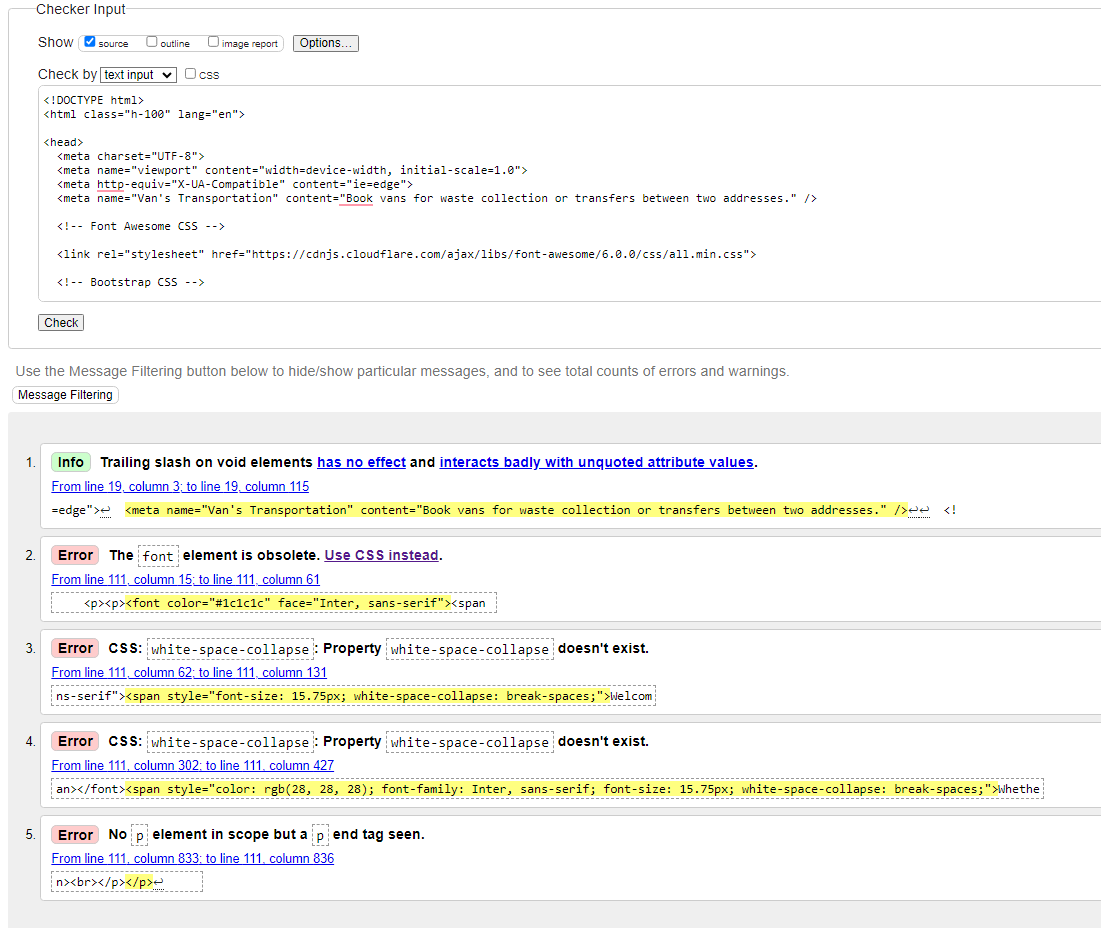 Checker Input
Show source outline image report Options...
Check by text input css
<!DOCTYPE html>
<html class="h-100" lang="en">
<head>
<meta charset="UTF-8">
<meta name="viewport" content="width=device-width, initial-scale=1.0">
<meta http-equiv="X-UA-Compatible" content="ie=edge">
<meta name="Van's Transportation" content="Book vans for waste collection or transfers between two addresses." />
<!-- Font Awesome CSS -->
<link rel="stylesheet" href="https://cdnjs.cloudflare.com/ajax/libs/font-awesome/6.0.0/css/all.min.css">
<!-- Bootstrap CSS -->
Check
Use the Message Filtering button below to hide/show particular messages, and to see total counts of errors and warnings.
Message Filtering
1. Info Trailing slash on void elements has no effect and interacts badly with unquoted attribute values.
From line 19, column 3; to line 19, column 115
=edge">↩ <meta name="Van's Transportation" content="Book vans for waste collection or transfers between two addresses." />↩↩ <!
2. Error The font element is obsolete. Use CSS instead.
From line 111, column 15; to line 111, column 61
<p><p><font color="#1c1c1c" face="Inter, sans-serif"><span
3. Error CSS: white-space-collapse: Property white-space-collapse doesn't exist.
From line 111, column 62; to line 111, column 131
ns-serif"><span style="font-size: 15.75px; white-space-collapse: break-spaces;">Welcom
4. Error CSS: white-space-collapse: Property white-space-collapse doesn't exist.
From line 111, column 302; to line 111, column 427
an></font><span style="color: rgb(28, 28, 28); font-family: Inter, sans-serif; font-size: 15.75px; white-space-collapse: break-spaces;">Whethe
5. Error No p element in scope but a p end tag seen.
From line 111, column 833; to line 111, column 836
n><br></p></p>↩